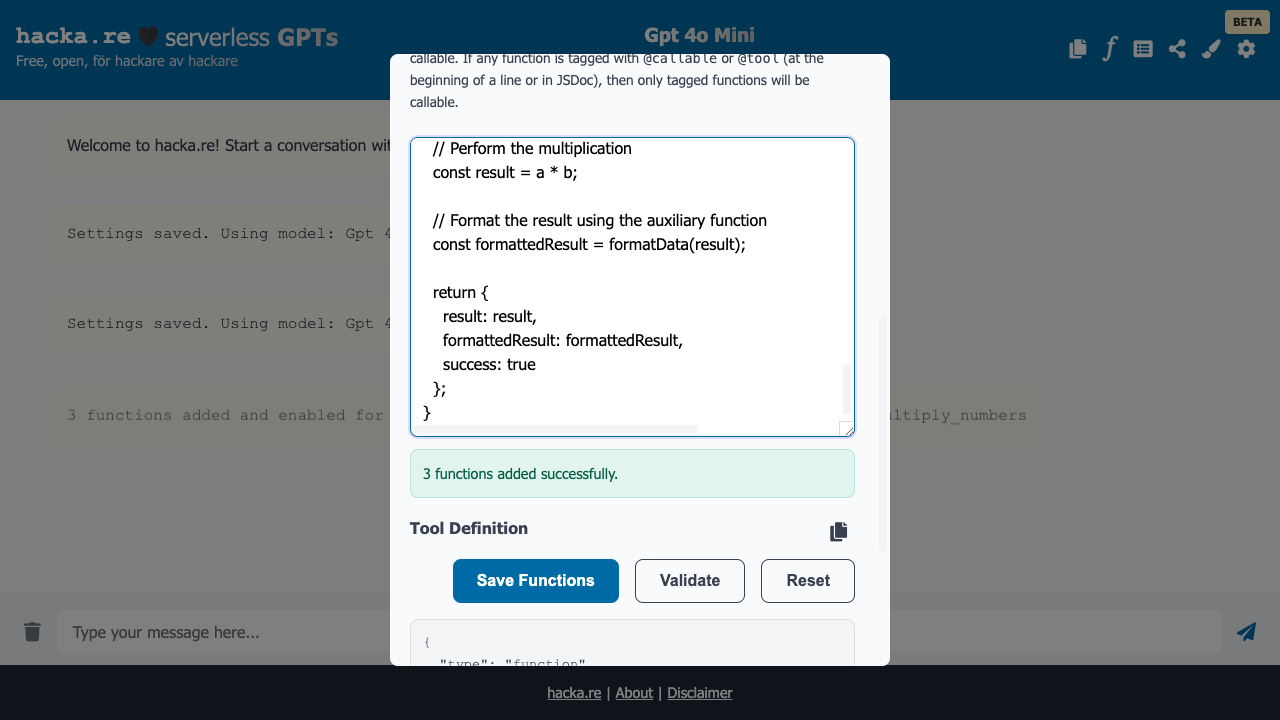 hacka.re 🖤 serverless GPTs
Free, open, för hackare av hackare
Gpt 4o Mini
BETA
Welcome to hacka.re! Start a conversation wit
Settings saved. Using model: Gpt 4
Settings saved. Using model: Gpt 4
3 functions added and enabled for
ltiply_numbers
callable. If any function is tagged with @callable or @tool (at the
beginning of a line or in JSDoc), then only tagged functions will be
callable.
// Perform the multiplication
const result = a * b;
// Format the result using the auxiliary function
const formattedResult = formatData(result);
return {
result: result,
formattedResult: formattedResult,
success: true
};
}
3 functions added successfully.
Tool Definition
Save Functions
Validate
Reset
{
"type": "function",
Type your message here...
hacka.re | About | Disclaimer